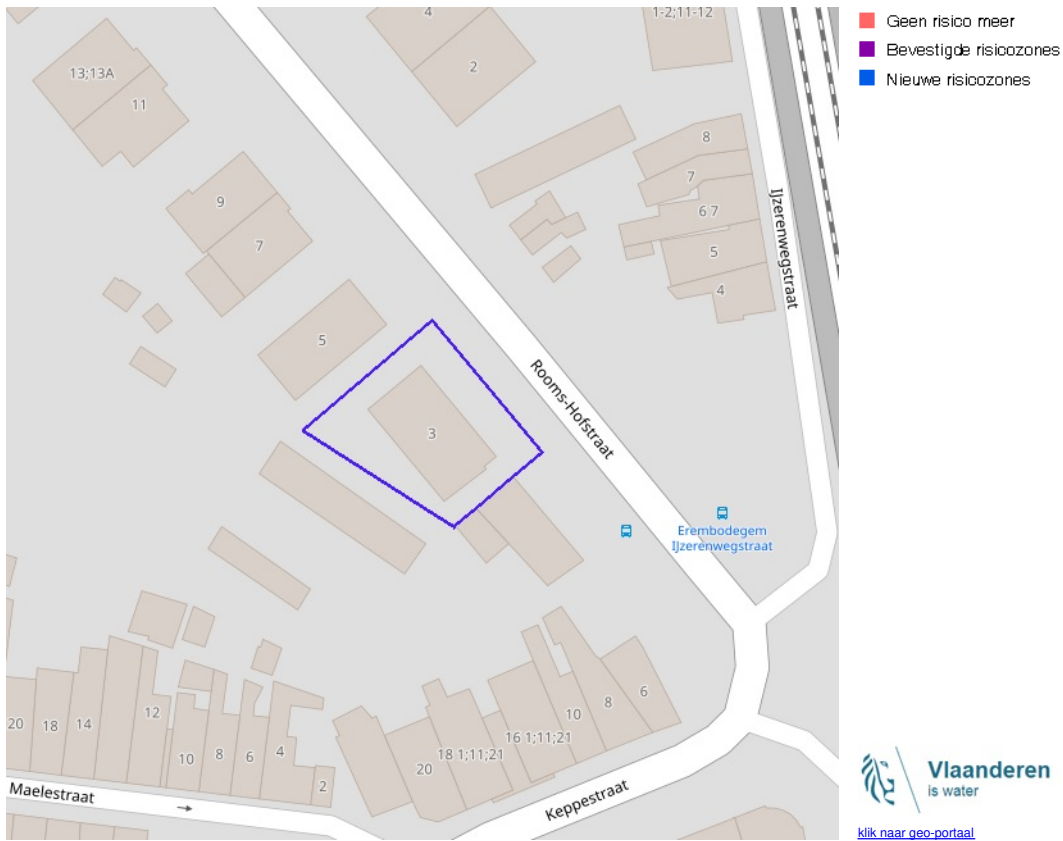 4
1-2;11-12
Geen risico meer
Bevestigde risicozones
Nieuwe risicozones
13;13A
2
11
8
7
IJzerenwegstraat
9
6 7
7
5
4
5
Rooms-Hofstraat
3
Erembodegem
IJzerenwegstraat
20
18
14
12
10
8
6
4
2
20
18 1;11;21
16 1;11;21
10
8
6
Maelestraat
Keppestraat
Vlaanderen
is water
klik naar geo-portaal